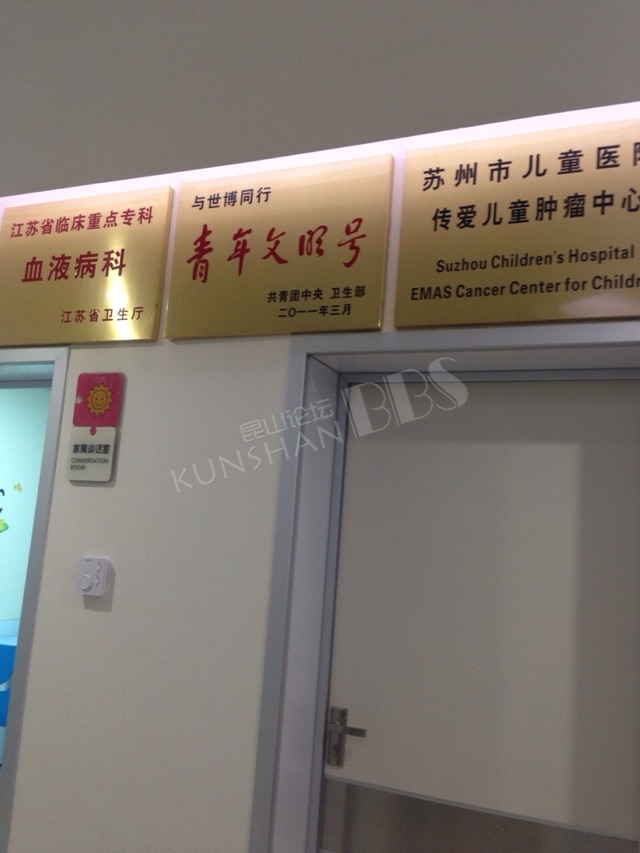 江苏省临床重点专科
血液病科
江苏省卫生厅
与世博同行
青年文明号
共青团中央 卫生部
二〇一一年三月
苏州市儿童医
传爱儿童肿瘤中心
Suzhou Children's Hospital
EMAS Cancer Center for
家属谈话室
CONVERSATION
ROOM
昆山论坛
KUNSHAN BBS